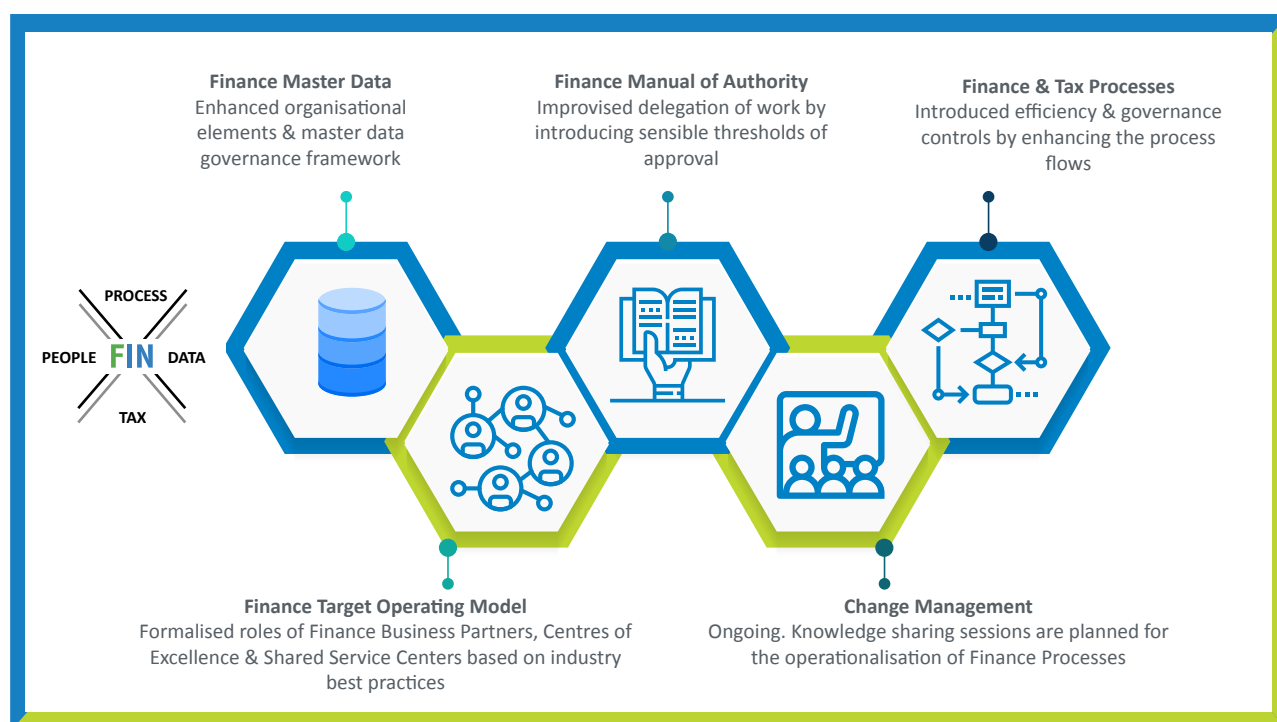 Finance Master Data
Enhanced organisational
elements & master data
governance framework
Finance Manual of Authority
Improvised delegation of work by
introducing sensible thresholds of
approval
Finance & Tax Processes
Introduced efficiency & governance
controls by enhancing the process
flows
PROCESS
PEOPLE FIN DATA
TAX
Finance Target Operating Model
Formalised roles of Finance Business Partners, Centres of
Excellence & Shared Service Centers based on industry
best practices
Change Management
Ongoing. Knowledge sharing sessions are planned for
the operationalisation of Finance Processes